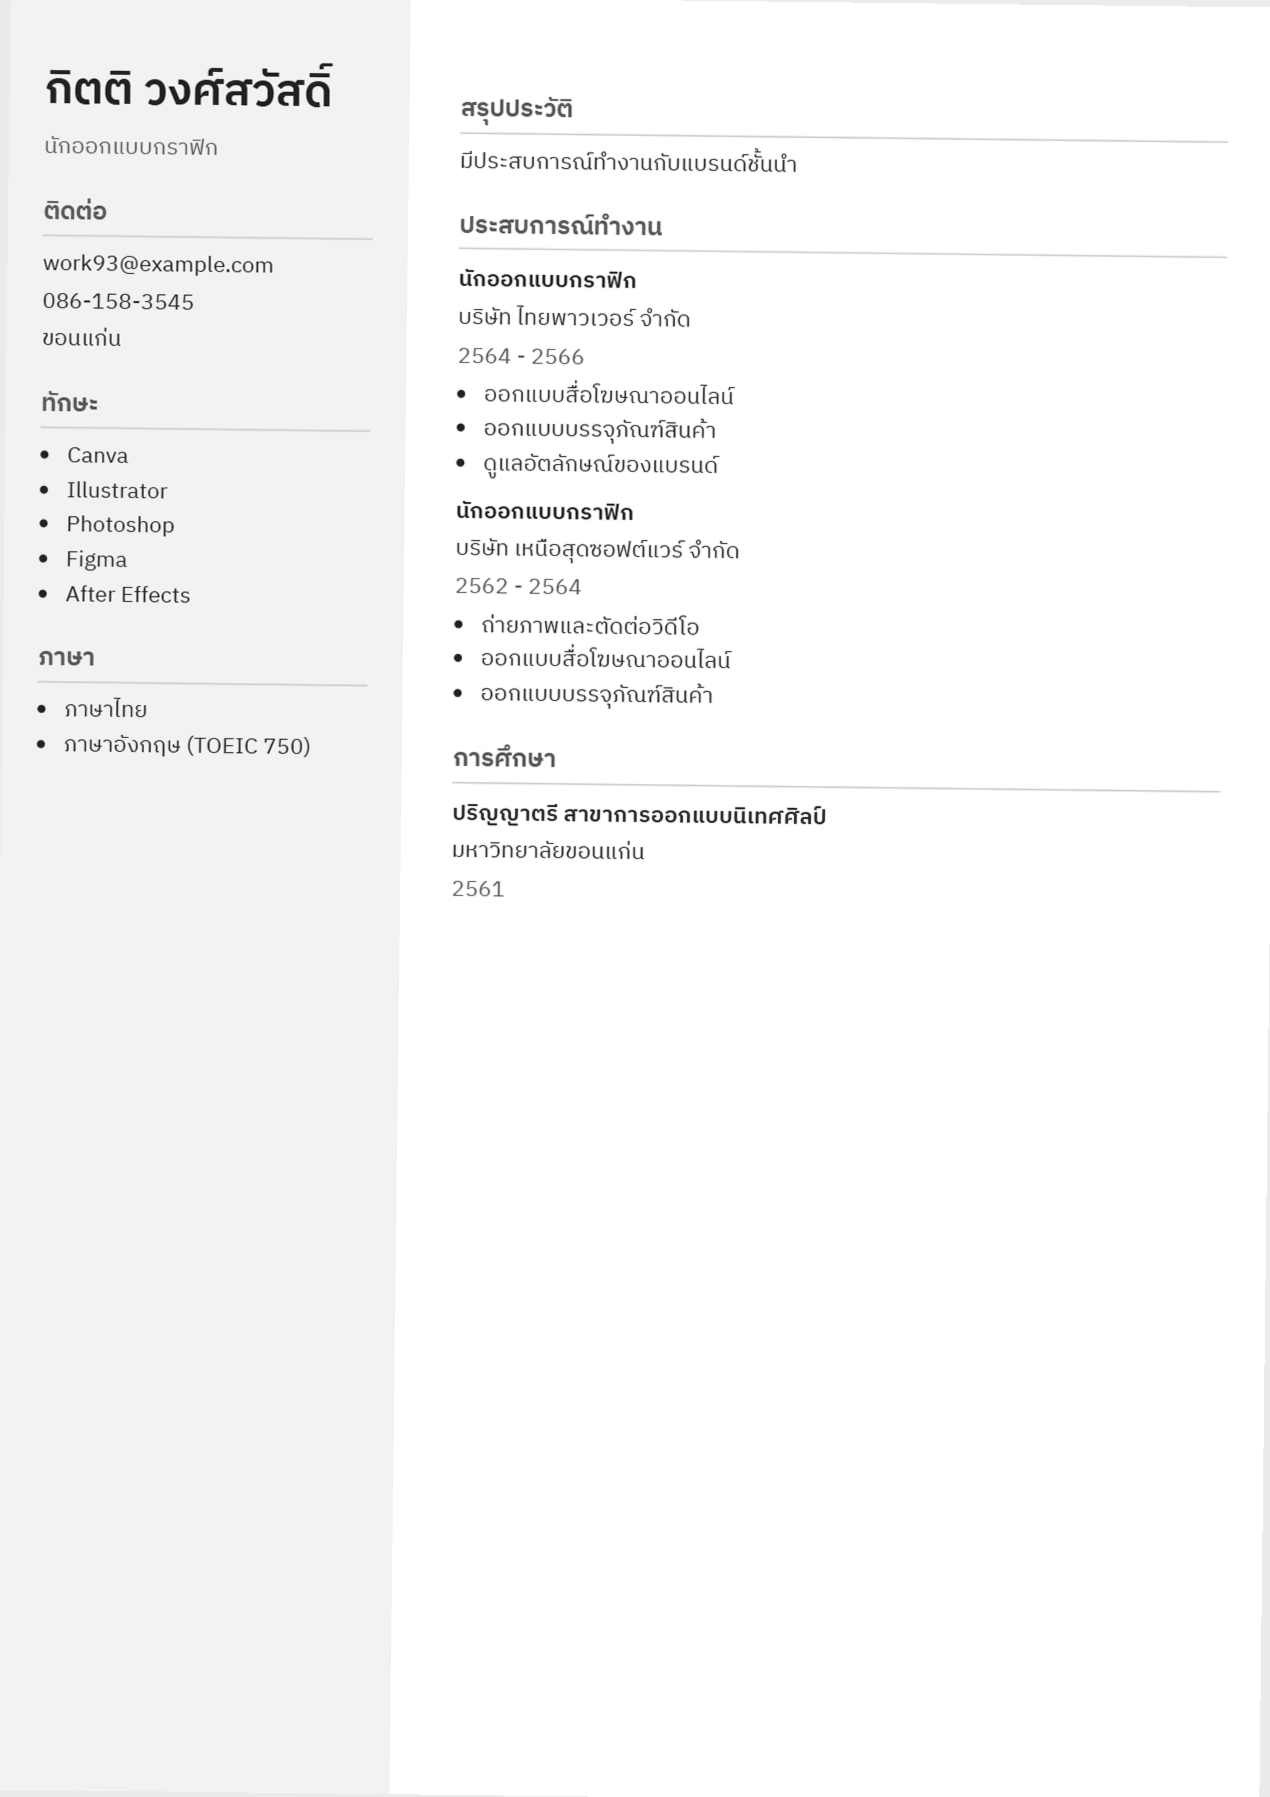 กิตติ วงศ์สวัสดิ์
นักออกแบบกราฟิก
ติดต่อ
work93@example.com
086-158-3545
ขอนแก่น
ทักษะ
• Canva
• Illustrator
• Photoshop
• Figma
• After Effects
ภาษา
• ภาษาไทย
• ภาษาอังกฤษ (TOEIC 750)
สรุปประวัติ
มีประสบการณ์ทำงานกับแบรนด์ชั้นนำ
ประสบการณ์ทำงาน
นักออกแบบกราฟิก
บริษัท ไทยพาวเวอร์ จำกัด
2564 - 2566
• ออกแบบสื่อโฆษณาออนไลน์
• ออกแบบบรรจุภัณฑ์สินค้า
• ดูแลอัตลักษณ์ของแบรนด์
นักออกแบบกราฟิก
บริษัท เหนือสุดซอฟต์แวร์ จำกัด
2562 - 2564
• ถ่ายภาพและตัดต่อวิดีโอ
• ออกแบบสื่อโฆษณาออนไลน์
• ออกแบบบรรจุภัณฑ์สินค้า
การศึกษา
ปริญญาตรี สาขาการออกแบบนิเทศศิลป์
มหาวิทยาลัยขอนแก่น
2561